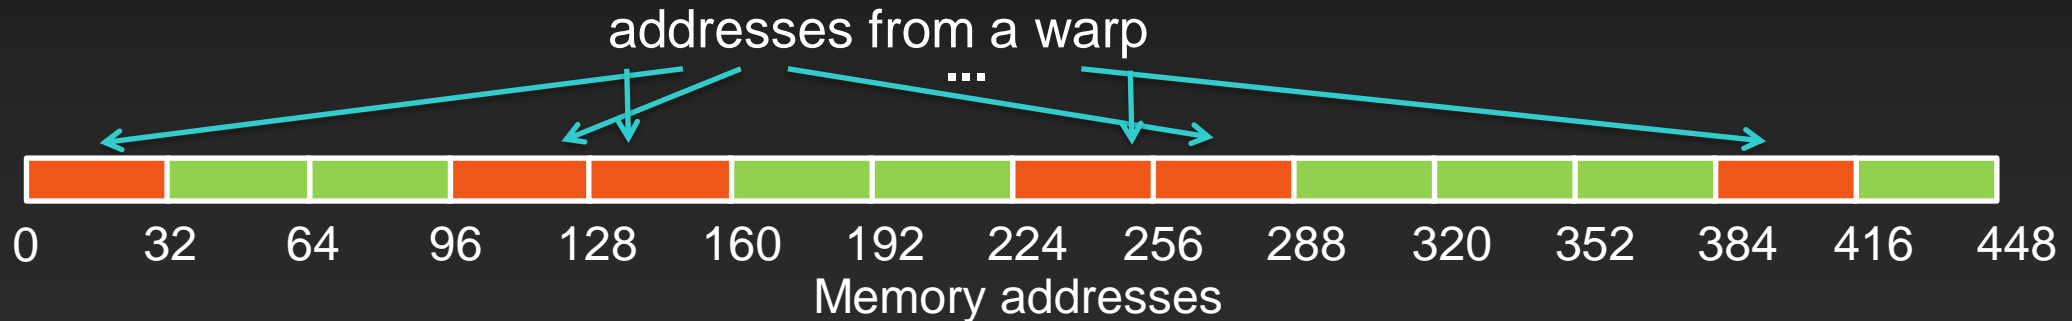 addresses from a warp
...
0 32 64 96 128 160 192 224 256 288 320 352 384 416 448
Memory addresses